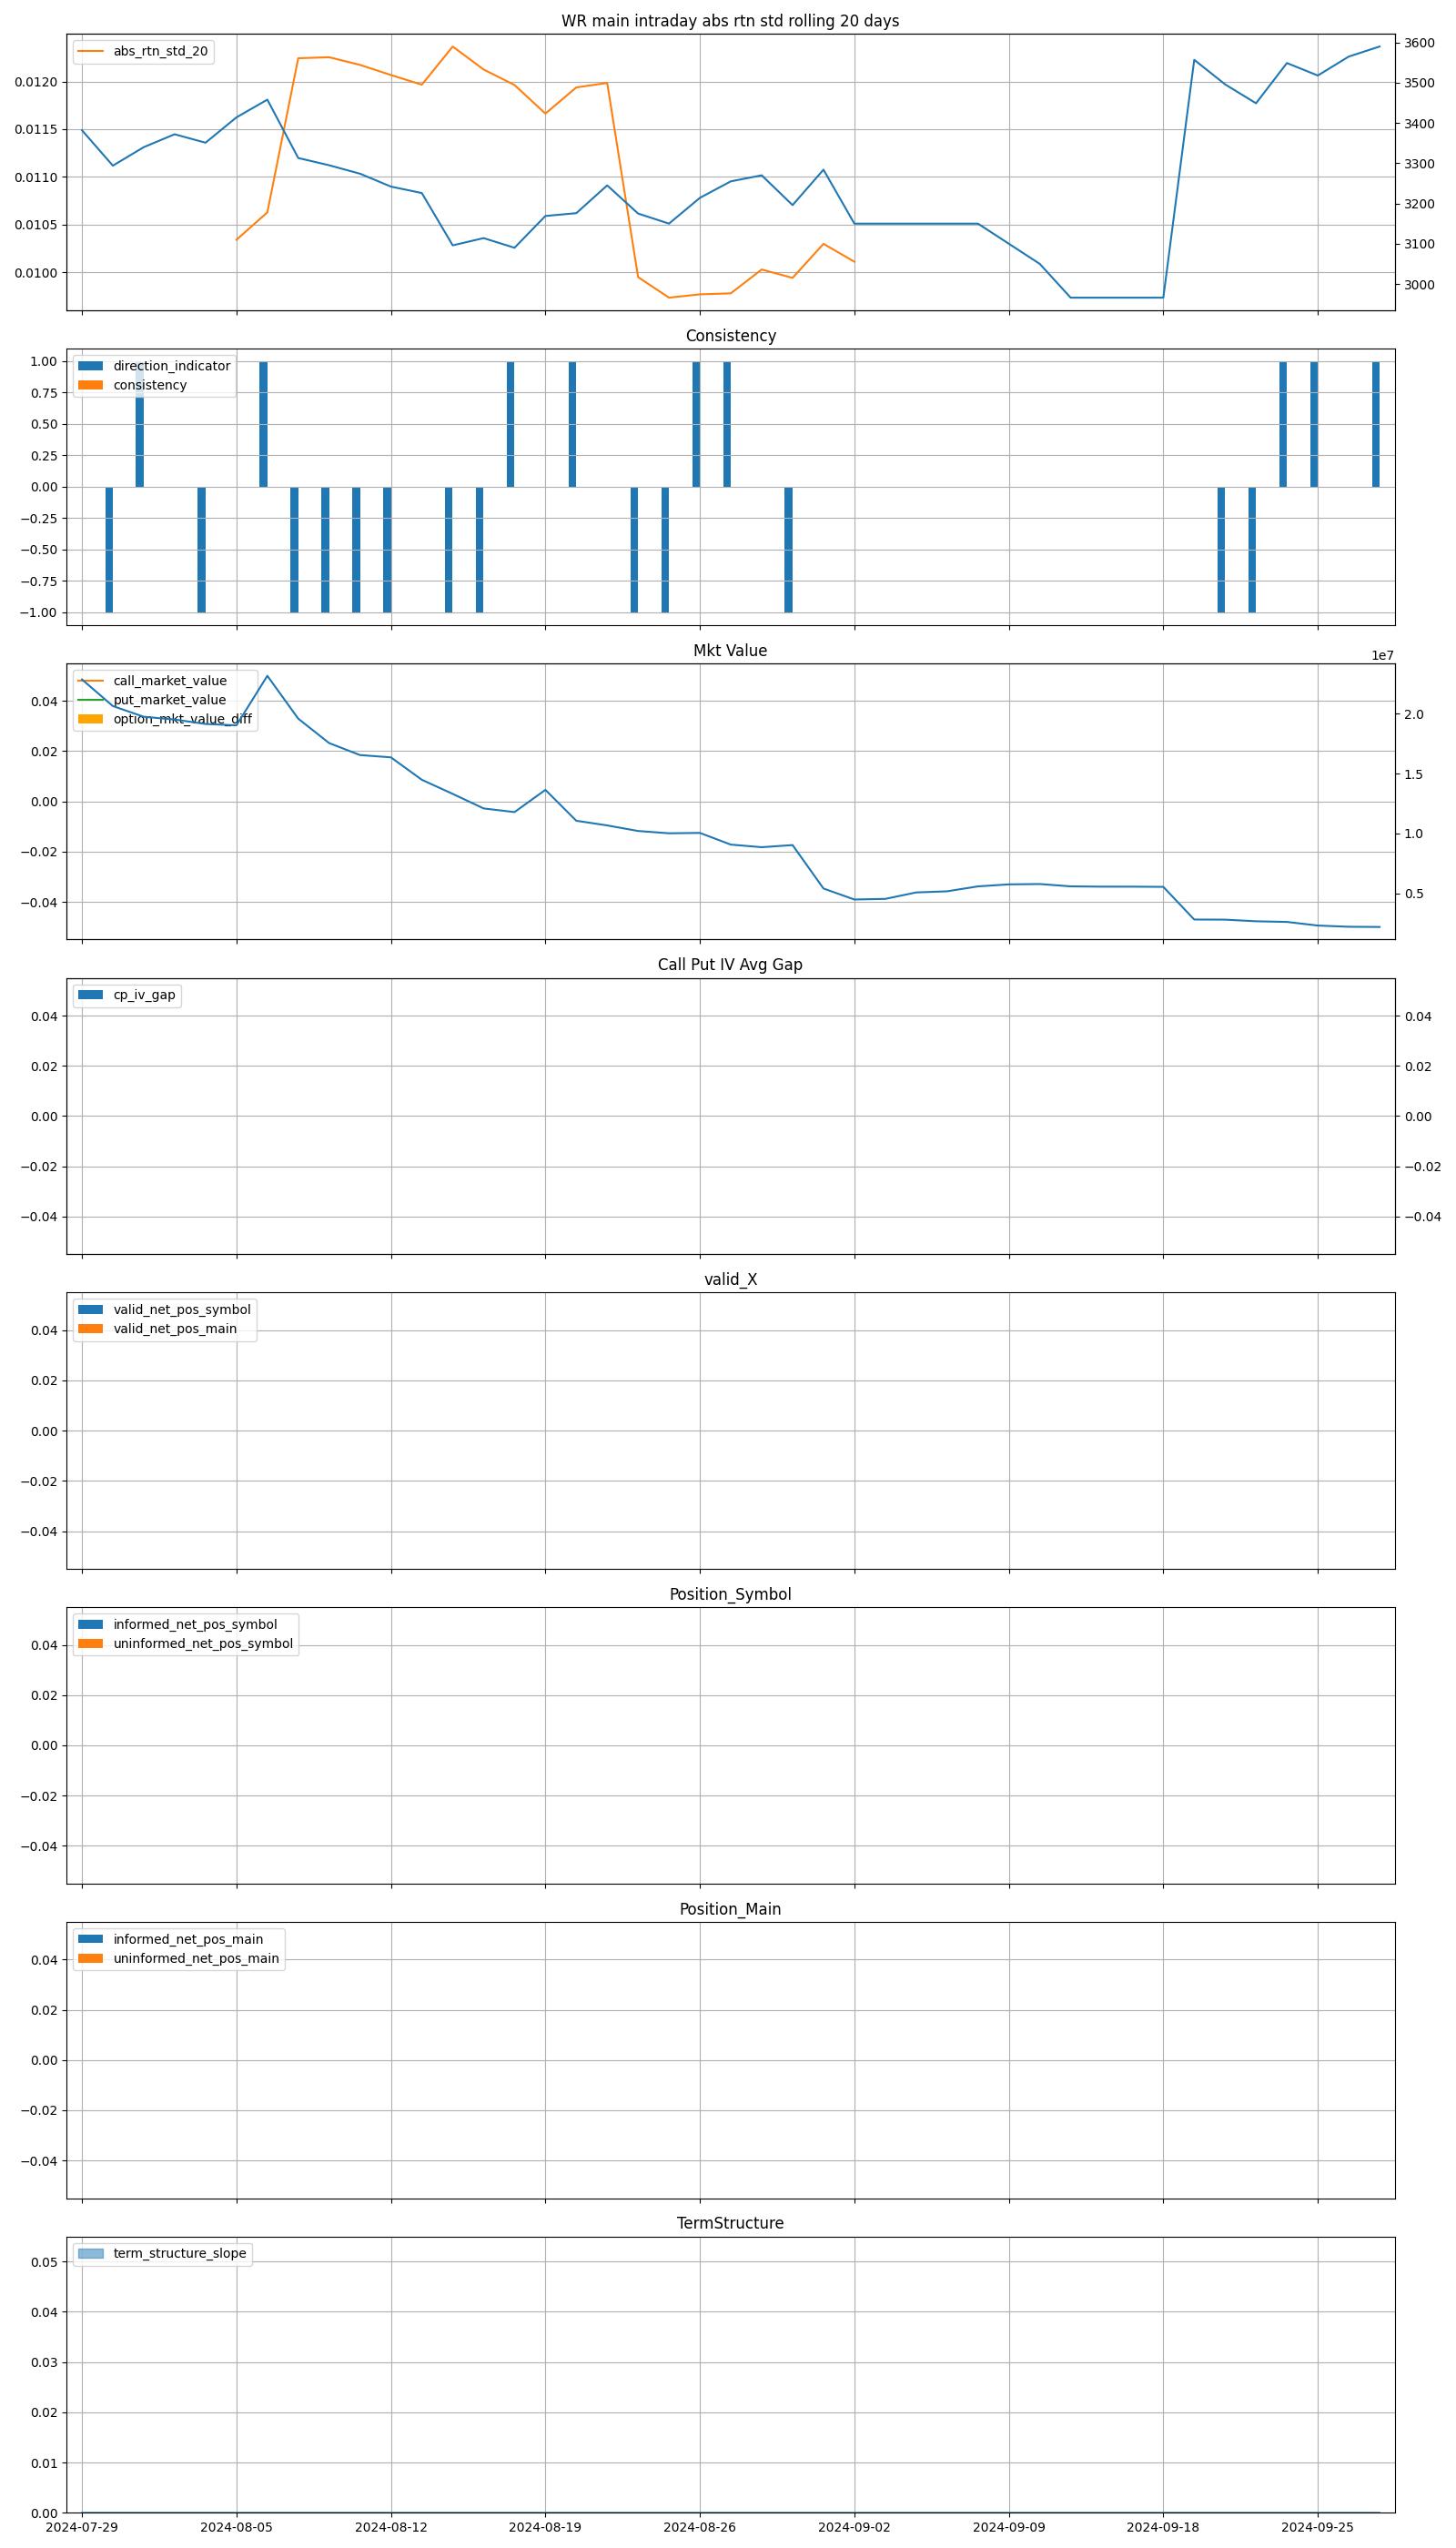 WR main intraday abs rtn std rolling 20 days
abs_rtn_std_20
0.0120
0.0115
0.0110
0.0105
0.0100
3600
3500
3400
3300
3200
3100
3000
Consistency
direction_indicator
consistency
1.00
0.75
0.50
0.25
0.00
−0.25
−0.50
−0.75
−1.00
Mkt Value
1e7
call_market_value
put_market_value
option_mkt_value_diff
0.04
0.02
0.00
−0.02
−0.04
2.0
1.5
1.0
0.5
Call Put IV Avg Gap
cp_iv_gap
0.04
0.02
0.00
−0.02
−0.04
0.04
0.02
0.00
−0.02
−0.04
valid_X
valid_net_pos_symbol
valid_net_pos_main
0.04
0.02
0.00
−0.02
−0.04
Position_Symbol
informed_net_pos_symbol
uninformed_net_pos_symbol
0.04
0.02
0.00
−0.02
−0.04
Position_Main
informed_net_pos_main
uninformed_net_pos_main
0.04
0.02
0.00
−0.02
−0.04
TermStructure
term_structure_slope
0.05
0.04
0.03
0.02
0.01
0.00
2024-07-29 2024-08-05 2024-08-12 2024-08-19 2024-08-26 2024-09-02 2024-09-09 2024-09-18 2024-09-25